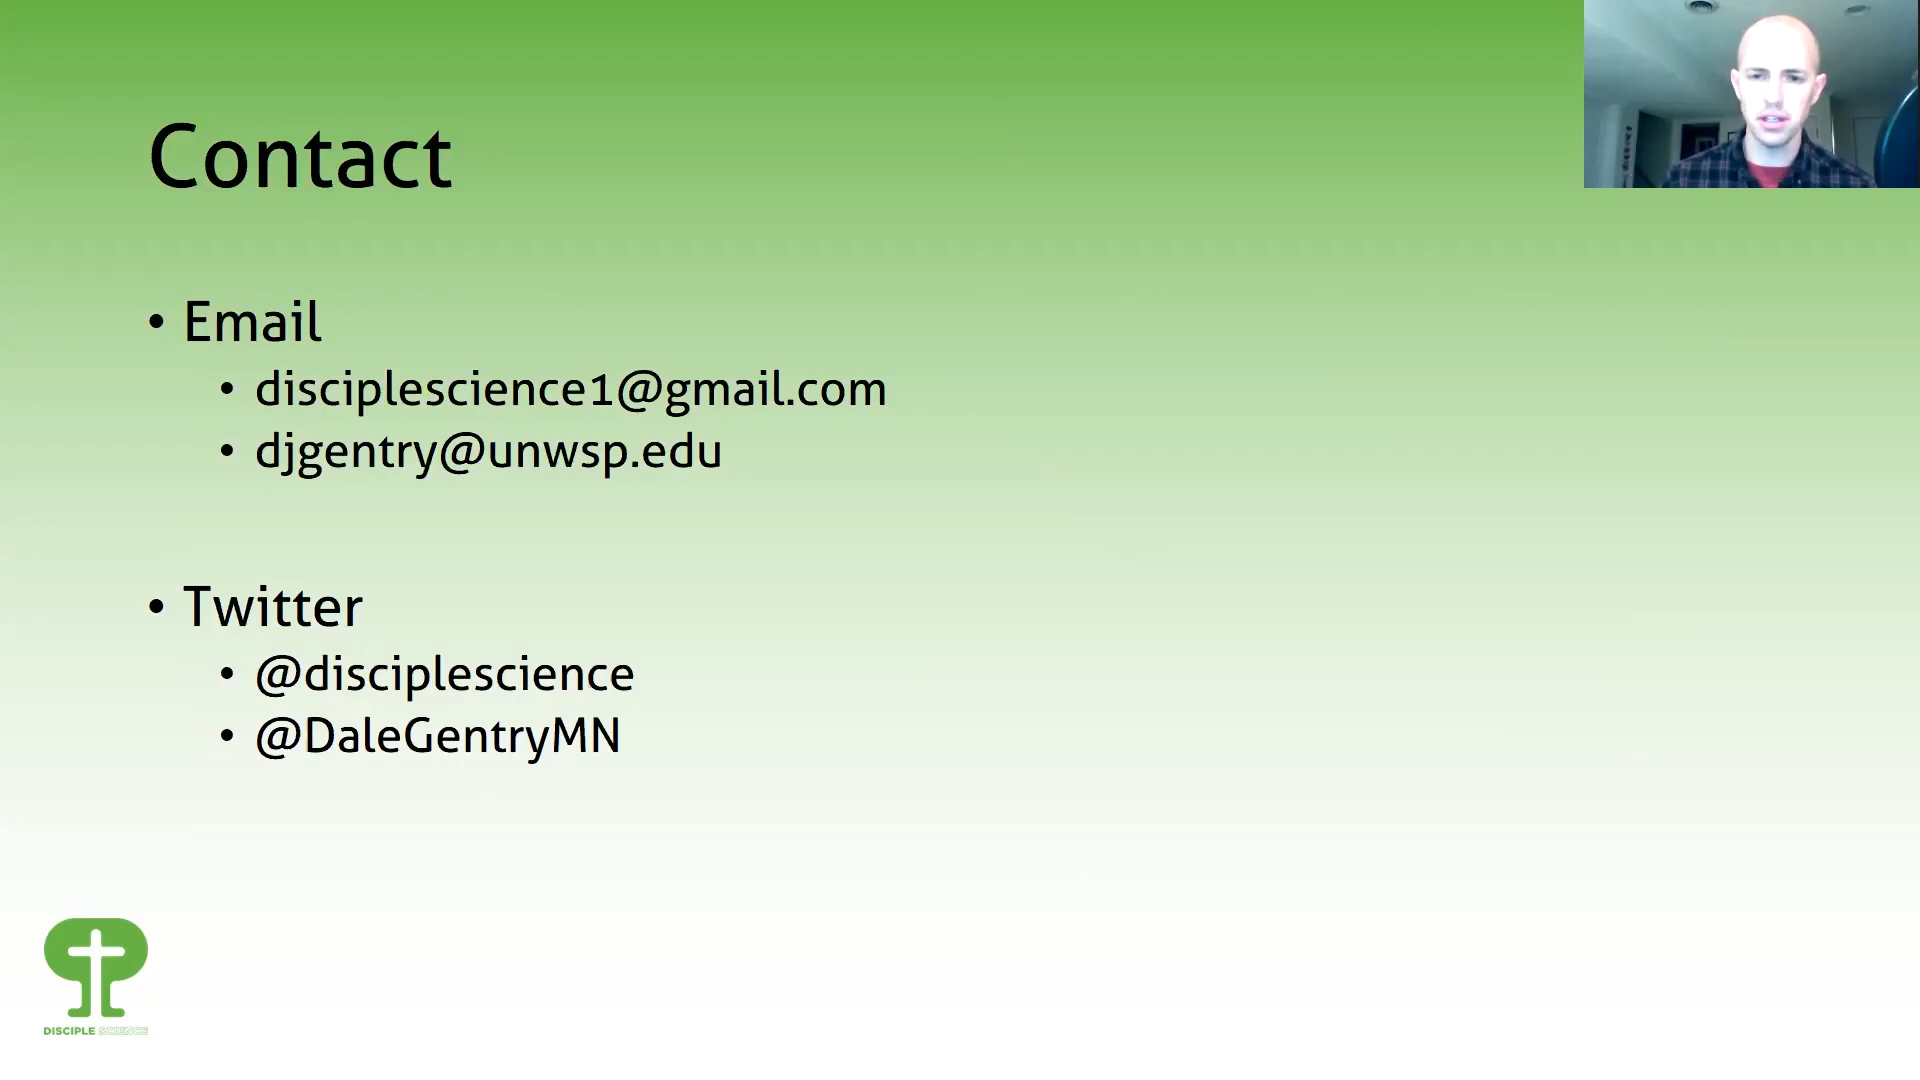 Contact
• Email
• disciplescience1@gmail.com
• djgentry@unwsp.edu
• Twitter
• @disciplescience
• @DaleGentryMN
DISCIPLE SCIENCE